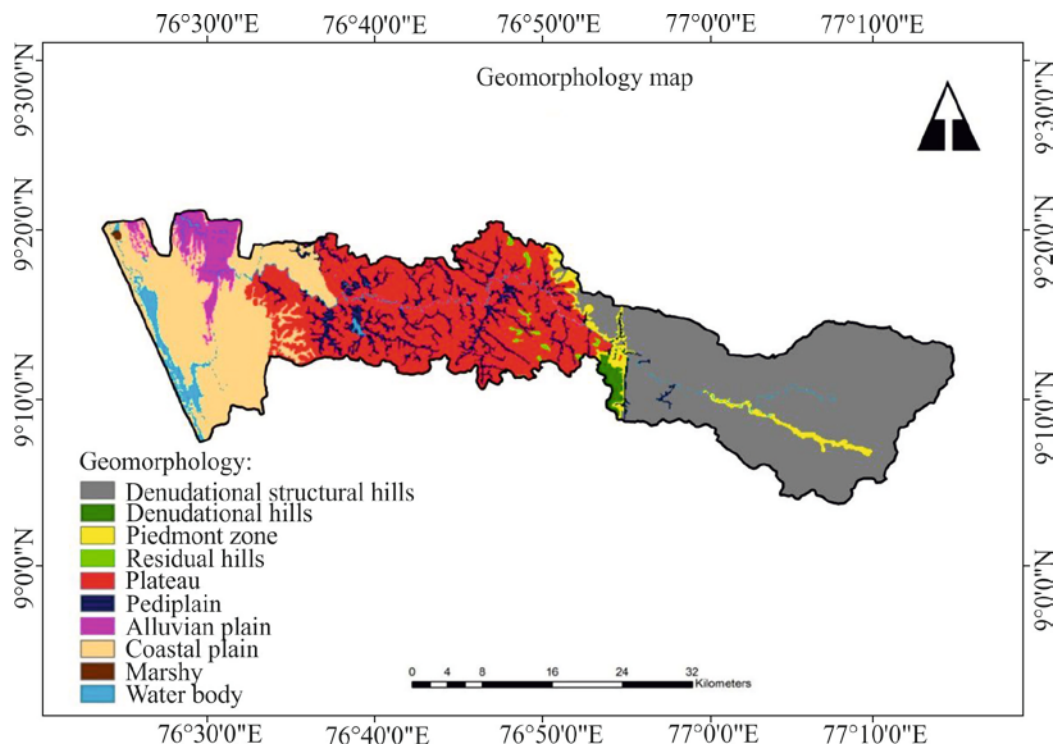 76°30'0"E 76°40'0"E 76°50'0"E 77°0'0"E 77°10'0"E
Geomorphology map
9°30'0"N 9°30'0"N
9°20'0"N 9°20'0"N
9°10'0"N 9°10'0"N
9°0'0"N 9°0'0"N
Geomorphology:
Denudational structural hills
Denudational hills
Piedmont zone
Residual hills
Plateau
Pediplain
Alluvian plain
Coastal plain
Marshy
Water body
0 4 8 16 24 32
Kilometers
76°30'0"E 76°40'0"E 76°50'0"E 77°0'0"E 77°10'0"E